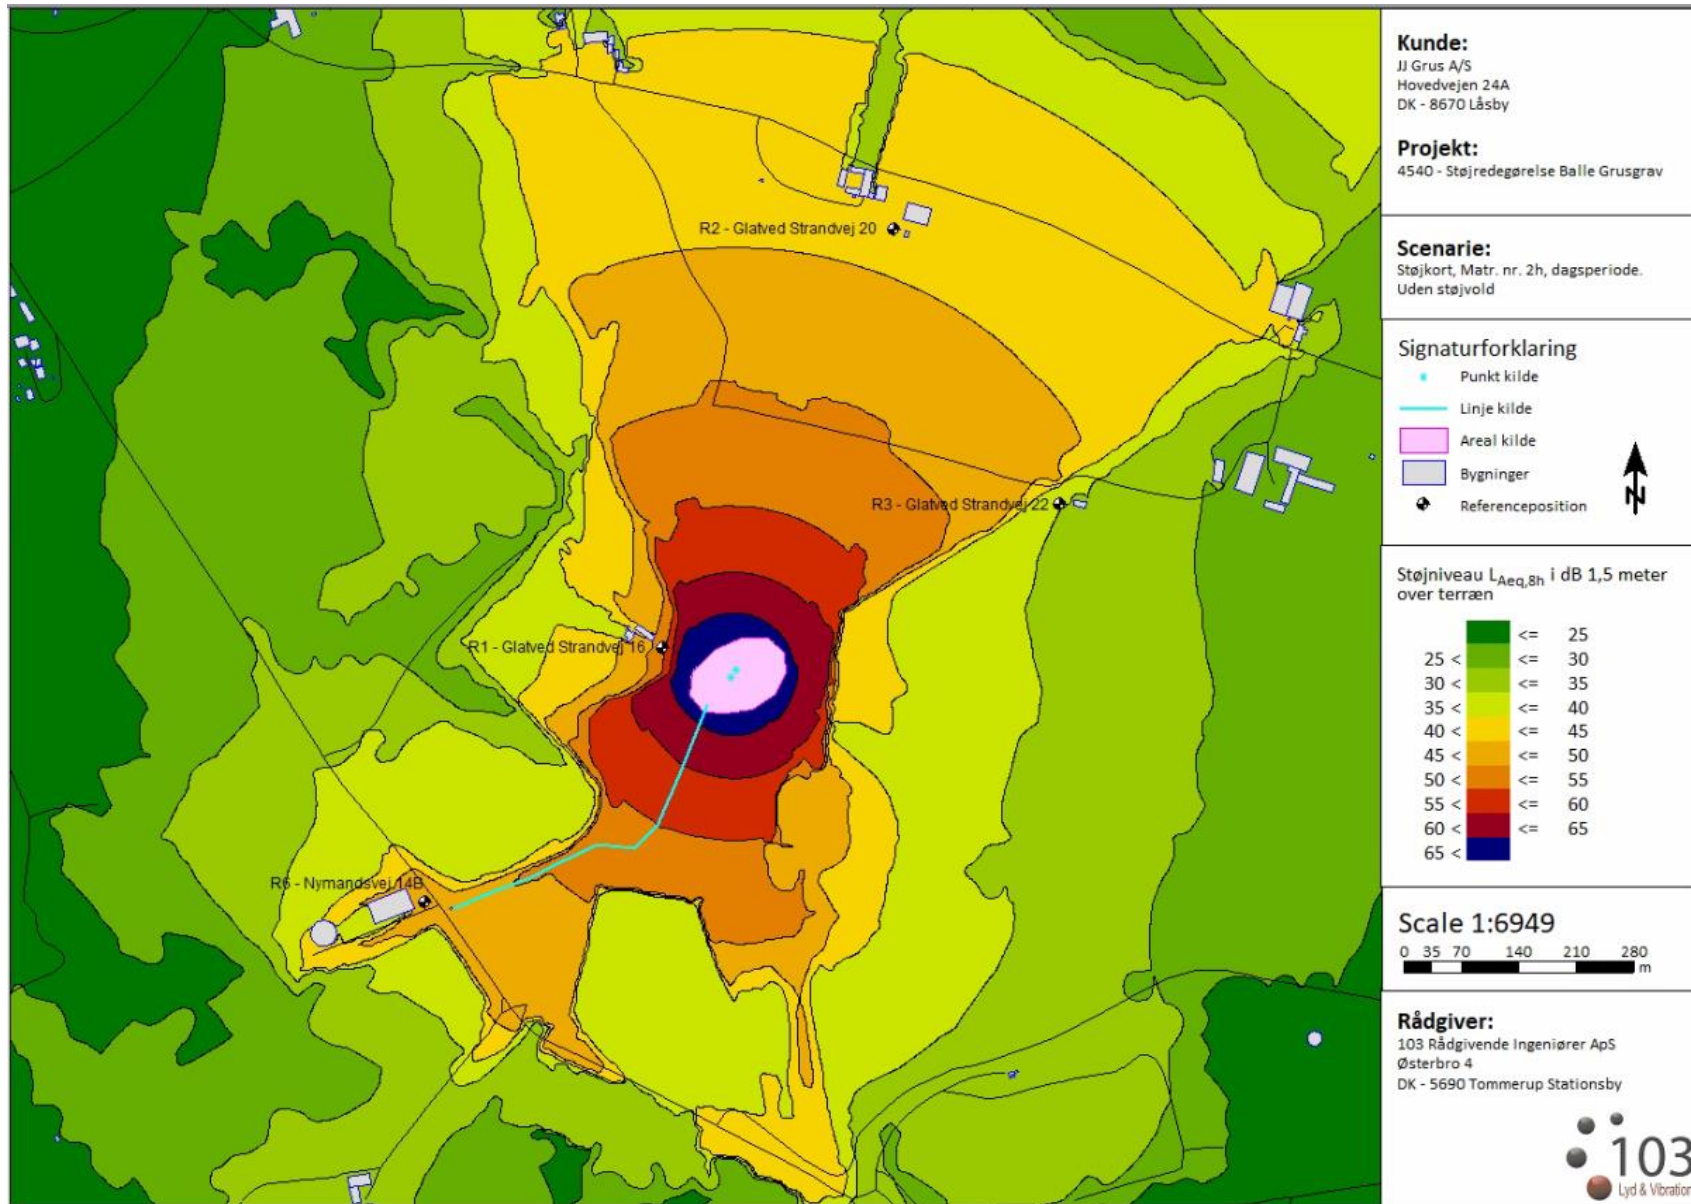 R2 - Glatved Strandvej 20
R3 - Glatved Strandvej 22
R1 - Glatved Strandvej 16
R6 - Nymandsvej 14B
Kunde:
JJ Grus A/S
Hovedvejen 24A
DK - 8670 Låsby
Projekt:
4540 - Støjredegørelse Balle Grusgrav
Scenarie:
Støjkort, Matr. nr. 2h, dagsperiode.
Uden støjvold
Signaturforklaring
Punkt kilde
Linje kilde
Areal kilde
Bygninger
Referenceposition
N
Støjniveau LAeq,8h i dB 1,5 meter
over terræn
<= 25
25 < <= 30
30 < <= 35
35 < <= 40
40 < <= 45
45 < <= 50
50 < <= 55
55 < <= 60
60 < <= 65
65 <
Scale 1:6949
0 35 70 140 210 280
m
Rådgiver:
103 Rådgivende Ingeniører ApS
Østerbro 4
DK - 5690 Tommerup Stationsby
103
Lyd & Vibration